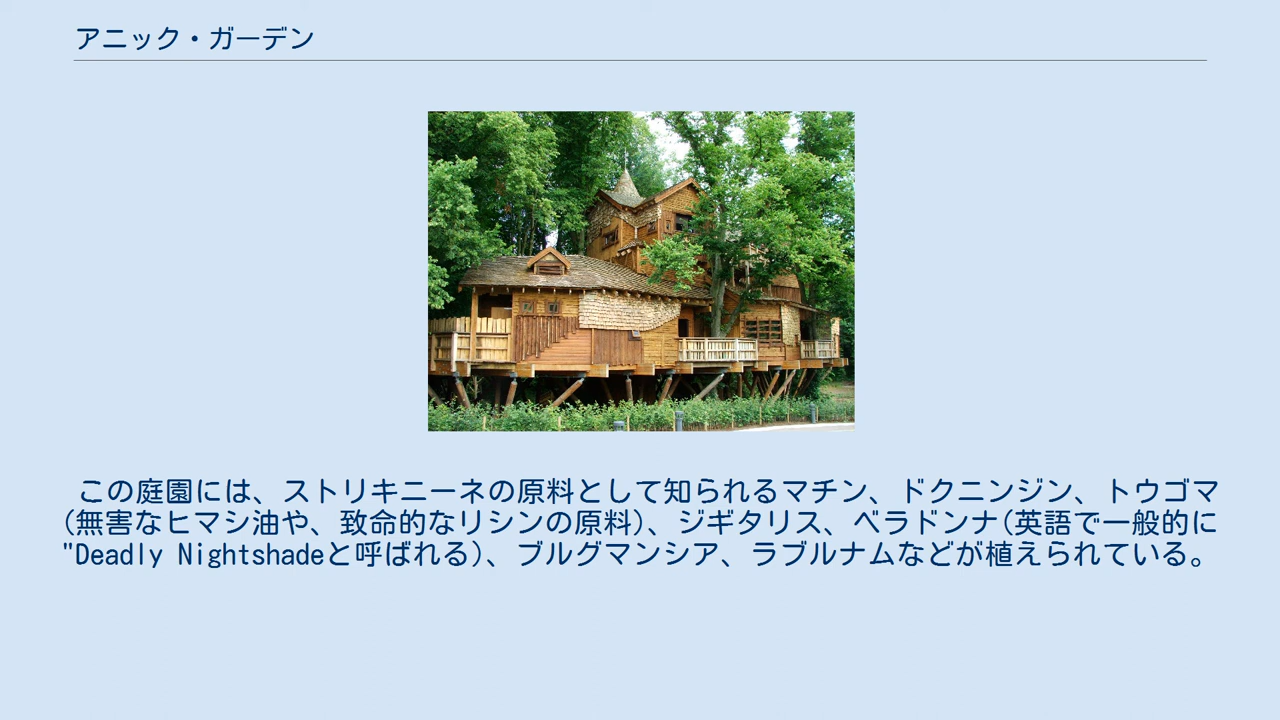 アニック・ガーデン
この庭園には、ストリキニーネの原料として知られるマチン、ドクニンジン、トウゴマ
(無害なヒマシ油や、致命的なリシンの原料)、ジギタリス、ベラドンナ(英語で一般的に
"Deadly Nightshadeと呼ばれる)、ブルグマンシア、ラブルナムなどが植えられている。